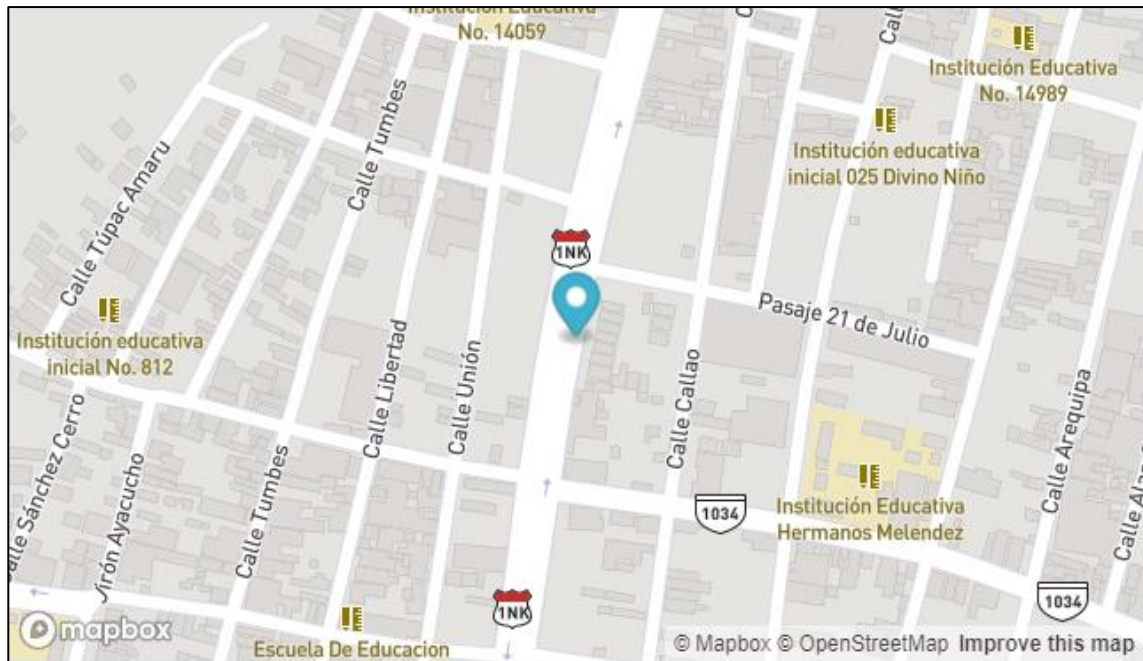 Institución Educativa
No. 14059
Institución Educativa
No. 14989
Institución educativa
inicial 025 Divino Niño
Calle Tumbes
Calle Túpac Amaru
1NK
Pasaje 21 de Julio
Institución educativa
inicial No. 812
Calle Libertad
Calle Unión
Calle Callao
Calle Arequipa
Calle Sánchez Cerro
Jirón Ayacucho
Calle Tumbes
1034
Institución Educativa
Hermanos Melendez
1NK
1034
Escuela De Educacion
mapbox
© Mapbox © OpenStreetMap Improve this map